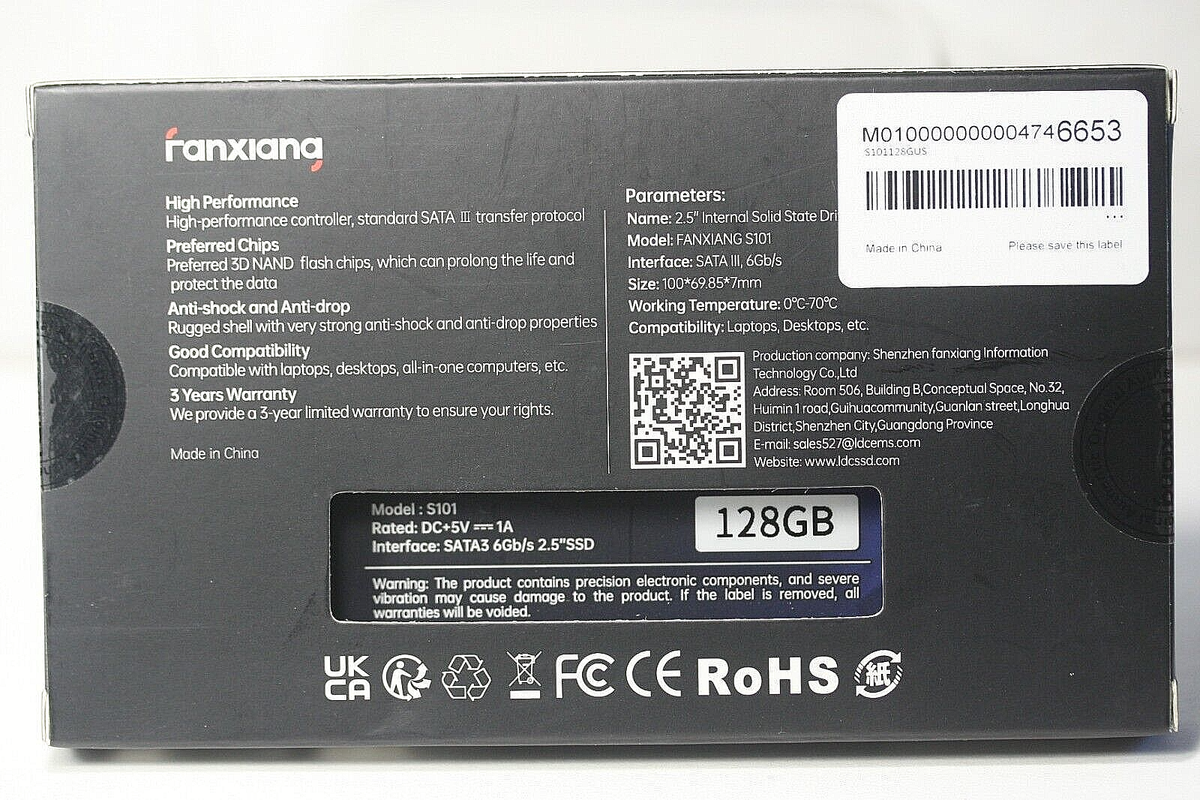 fanxiang
High Performance
High-performance controller, standard SATA Ⅲ transfer protocol
Preferred Chips
Preferred 3D NAND flash chips, which can prolong the life and
protect the data
Anti-shock and Anti-drop
Rugged shell with very strong anti-shock and anti-drop properties
Good Compatibility
Compatible with laptops, desktops, all-in-one computers, etc.
3 Years Warranty
We provide a 3-year limited warranty to ensure your rights.
Made in China
Parameters:
Name: 2.5" Internal Solid State Dri
Model: FANXIANG S101
Interface: SATA III, 6Gb/s
Size: 100*69.85*7mm
Working Temperature: 0℃-70℃
Compatibility: Laptops, Desktops, etc.
M010000000004746653
S101128GUS
...
Made in China Please save this label
Production company: Shenzhen fanxiang Information
Technology Co.,Ltd
Address: Room 506, Building B,Conceptual Space, No.32,
Huimin 1 road,Guihuacommunity,Guanlan street,Longhua
District,Shenzhen City,Guangdong Province
E-mail: sales527@ldcems.com
Website: www.ldcssd.com
Model : S101
Rated: DC+5V ⎓ 1A
Interface: SATA3 6Gb/s 2.5"SSD
128GB
Warning: The product contains precision electronic components, and severe
vibration may cause damage to the product. If the label is removed, all
warranties will be voided.
UK
CA
FC CE RoHS 紙